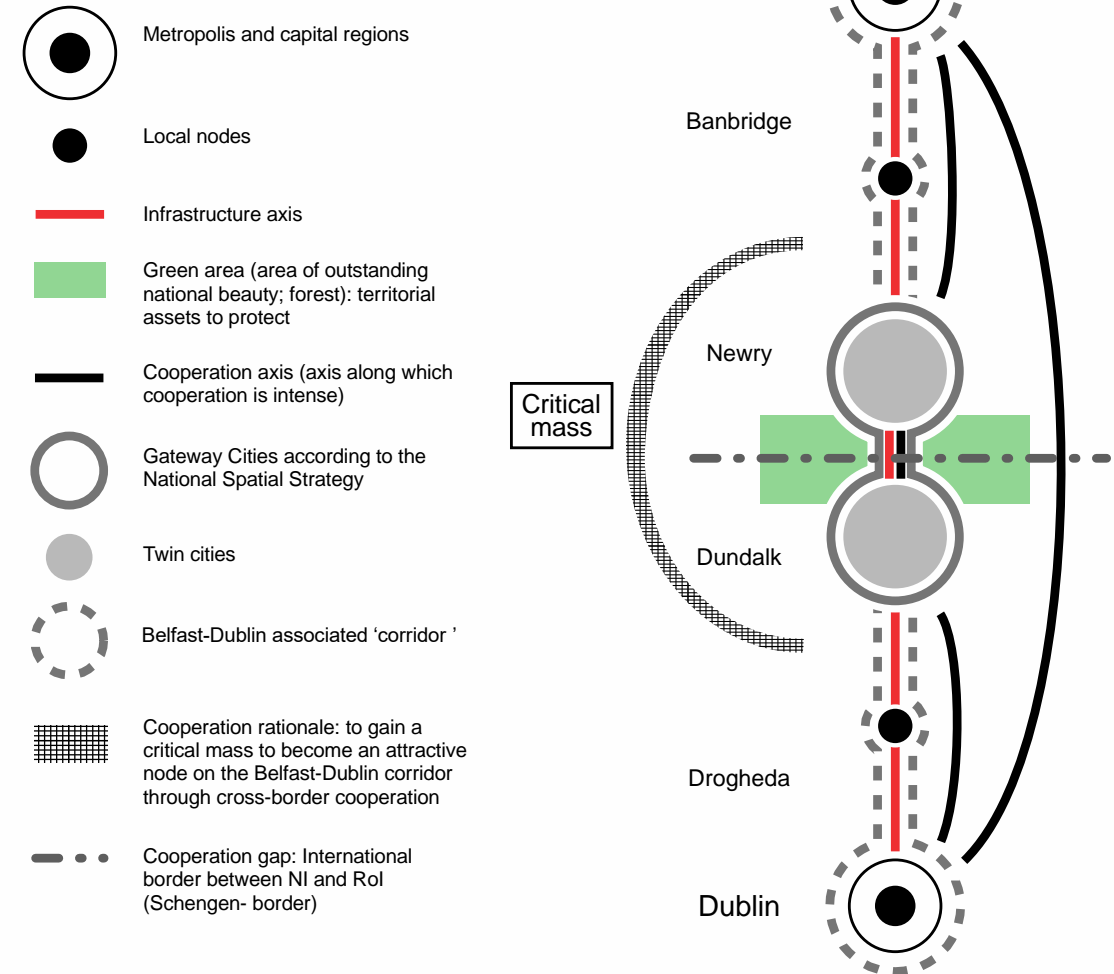 Metropolis and capital regions
Local nodes
Infrastructure axis
Green area (area of outstanding
national beauty; forest): territorial
assets to protect
Cooperation axis (axis along which
cooperation is intense)
Gateway Cities according to the
National Spatial Strategy
Twin cities
Belfast-Dublin associated ‘corridor ’
Cooperation rationale: to gain a
critical mass to become an attractive
node on the Belfast-Dublin corridor
through cross-border cooperation
Cooperation gap: International
border between NI and RoI
(Schengen- border)
Critical
mass
Banbridge
Newry
Dundalk
Drogheda
Dublin